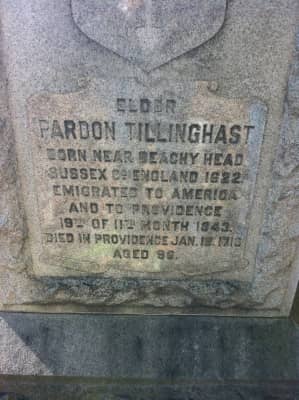 ELDER
PARDON TILLINGHAST
BORN NEAR BEACHY HEAD
SUSSEX CO ENGLAND 1622
EMIGRATED TO AMERICA
AND TO PROVIDENCE
19TH OF 11TH MONTH 1643.
DIED IN PROVIDENCE JAN. 19. 1718
AGED 96.